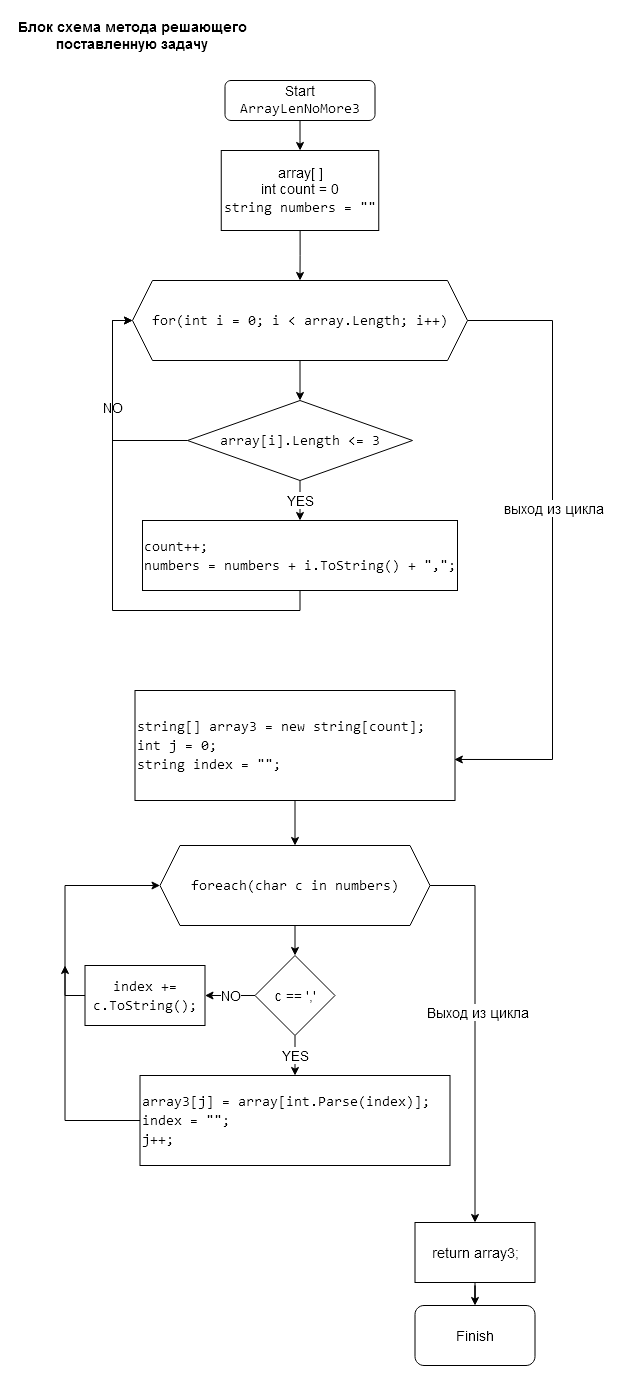 Блок схема метода решающего
поставленную задачу
Start
ArrayLenNoMore3
array[ ]
int count = 0
string numbers = ""
for(int i = 0; i < array.Length; i++)
NO
array[i].Length <= 3
YES
выход из цикла
count++;
numbers = numbers + i.ToString() + ",";
string[] array3 = new string[count];
int j = 0;
string index = "";
foreach(char c in numbers)
index +=
c.ToString();
NO
c == ','
Выход из цикла
YES
array3[j] = array[int.Parse(index)];
index = "";
j++;
return array3;
Finish